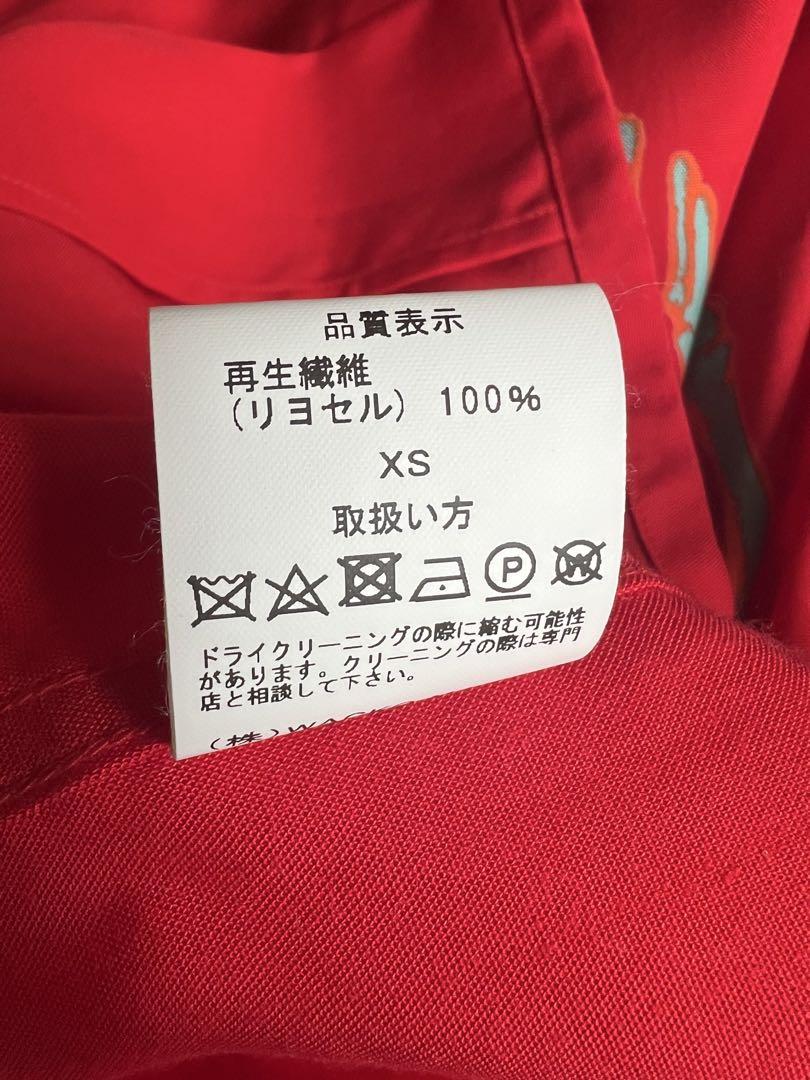 品質表示
再生繊維
(リヨセル) 100%
XS
取扱い方
P
W
ドライクリーニングの際に縮む可能性
があります。クリーニングの際は専門
店と相談して下さい。
(株)